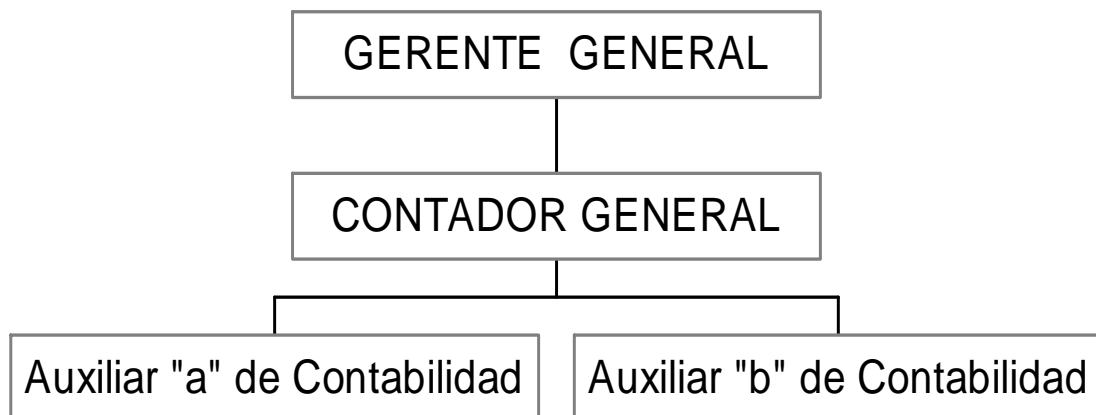 GERENTE GENERAL
CONTADOR GENERAL
Auxiliar "a" de Contabilidad
Auxiliar "b" de Contabilidad